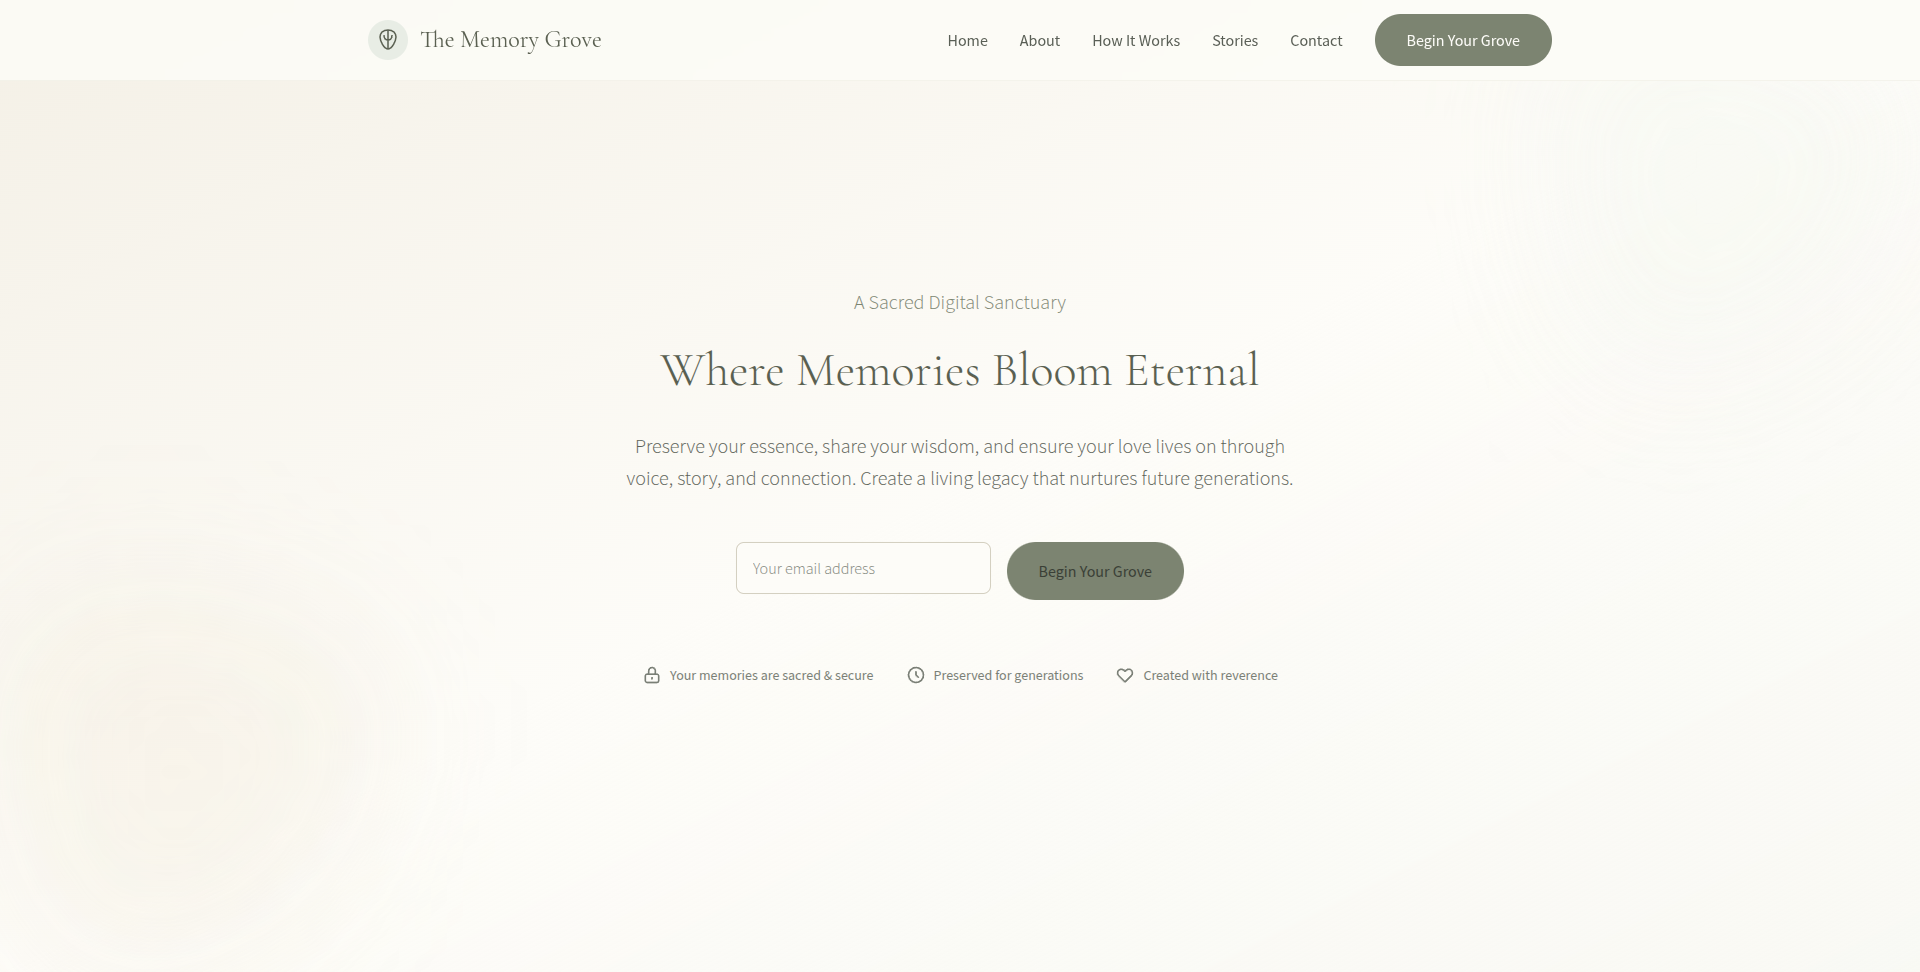 The Memory Grove
Home About How It Works Stories Contact Begin Your Grove
A Sacred Digital Sanctuary
Where Memories Bloom Eternal
Preserve your essence, share your wisdom, and ensure your love lives on through
voice, story, and connection. Create a living legacy that nurtures future generations.
Your email address Begin Your Grove
Your memories are sacred & secure Preserved for generations Created with reverence